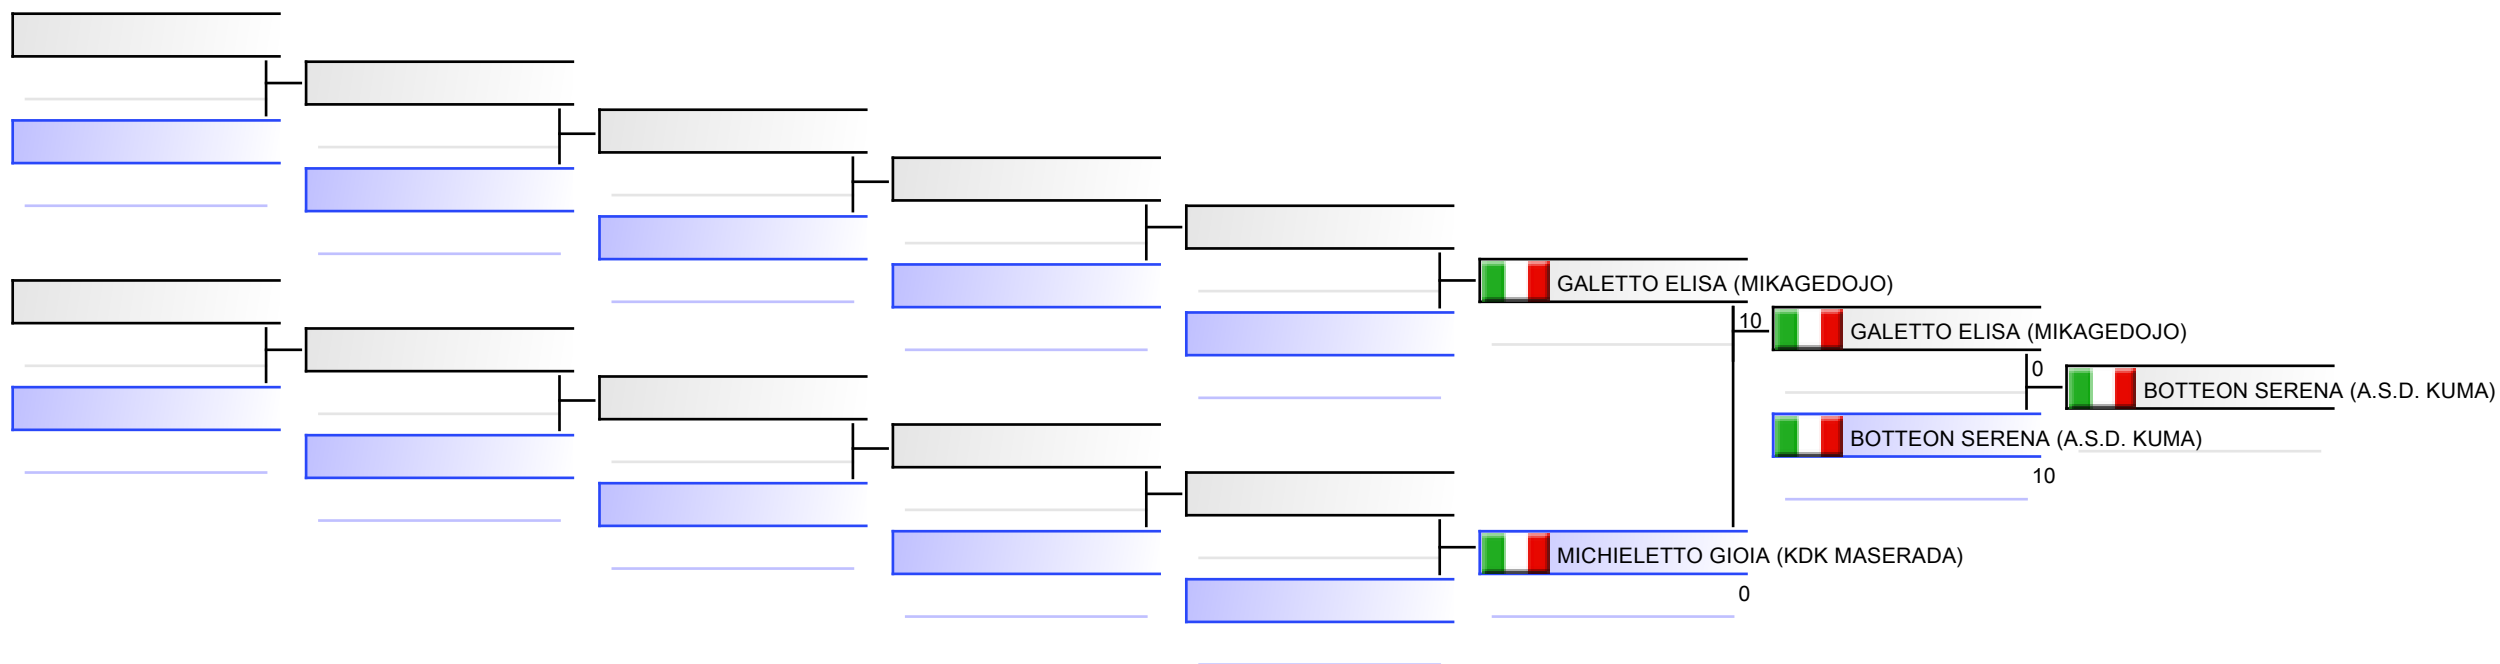 GALETTO ELISA (MIKAGEDOJO)
10
GALETTO ELISA (MIKAGEDOJO)
0
BOTTEON SERENA (A.S.D. KUMA)
BOTTEON SERENA (A.S.D. KUMA)
10
MICHIELETTO GIOIA (KDK MASERADA)
0